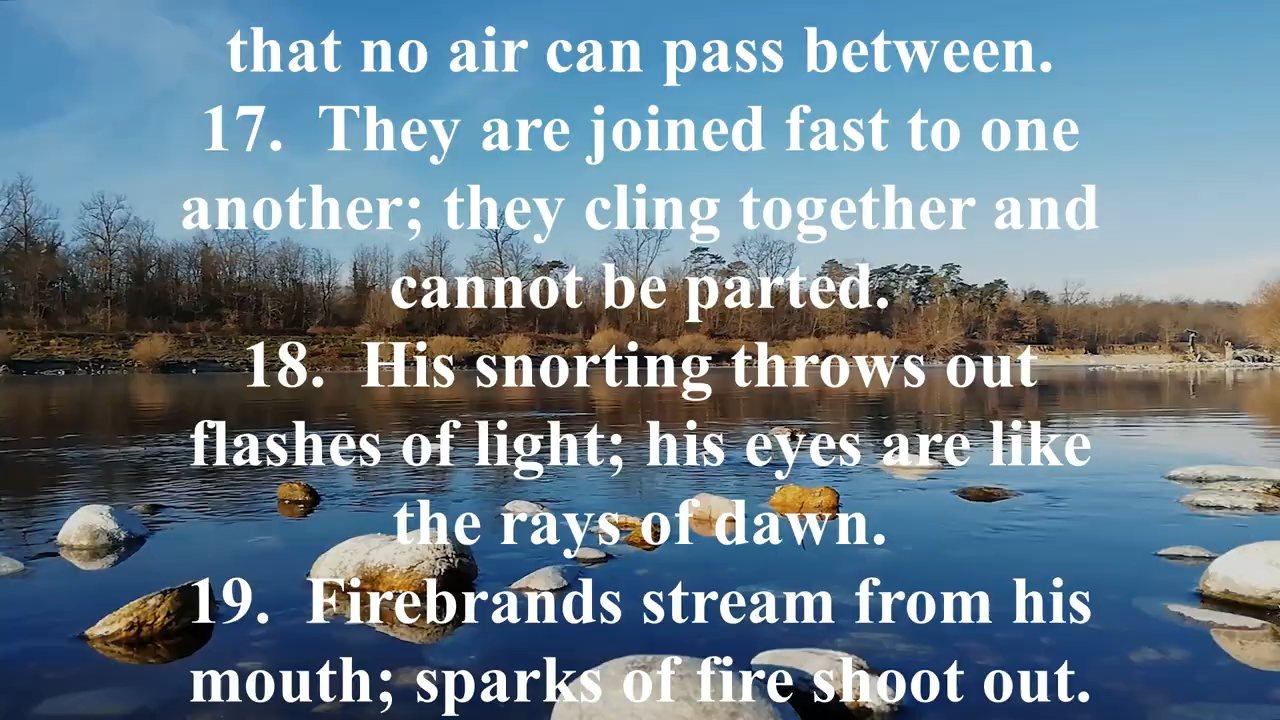 that no air can pass between.
17.  They are joined fast to one
another; they cling together and
cannot be parted.
18.  His snorting throws out
flashes of light; his eyes are like
the rays of dawn.
19.  Firebrands stream from his
mouth; sparks of fire shoot out.